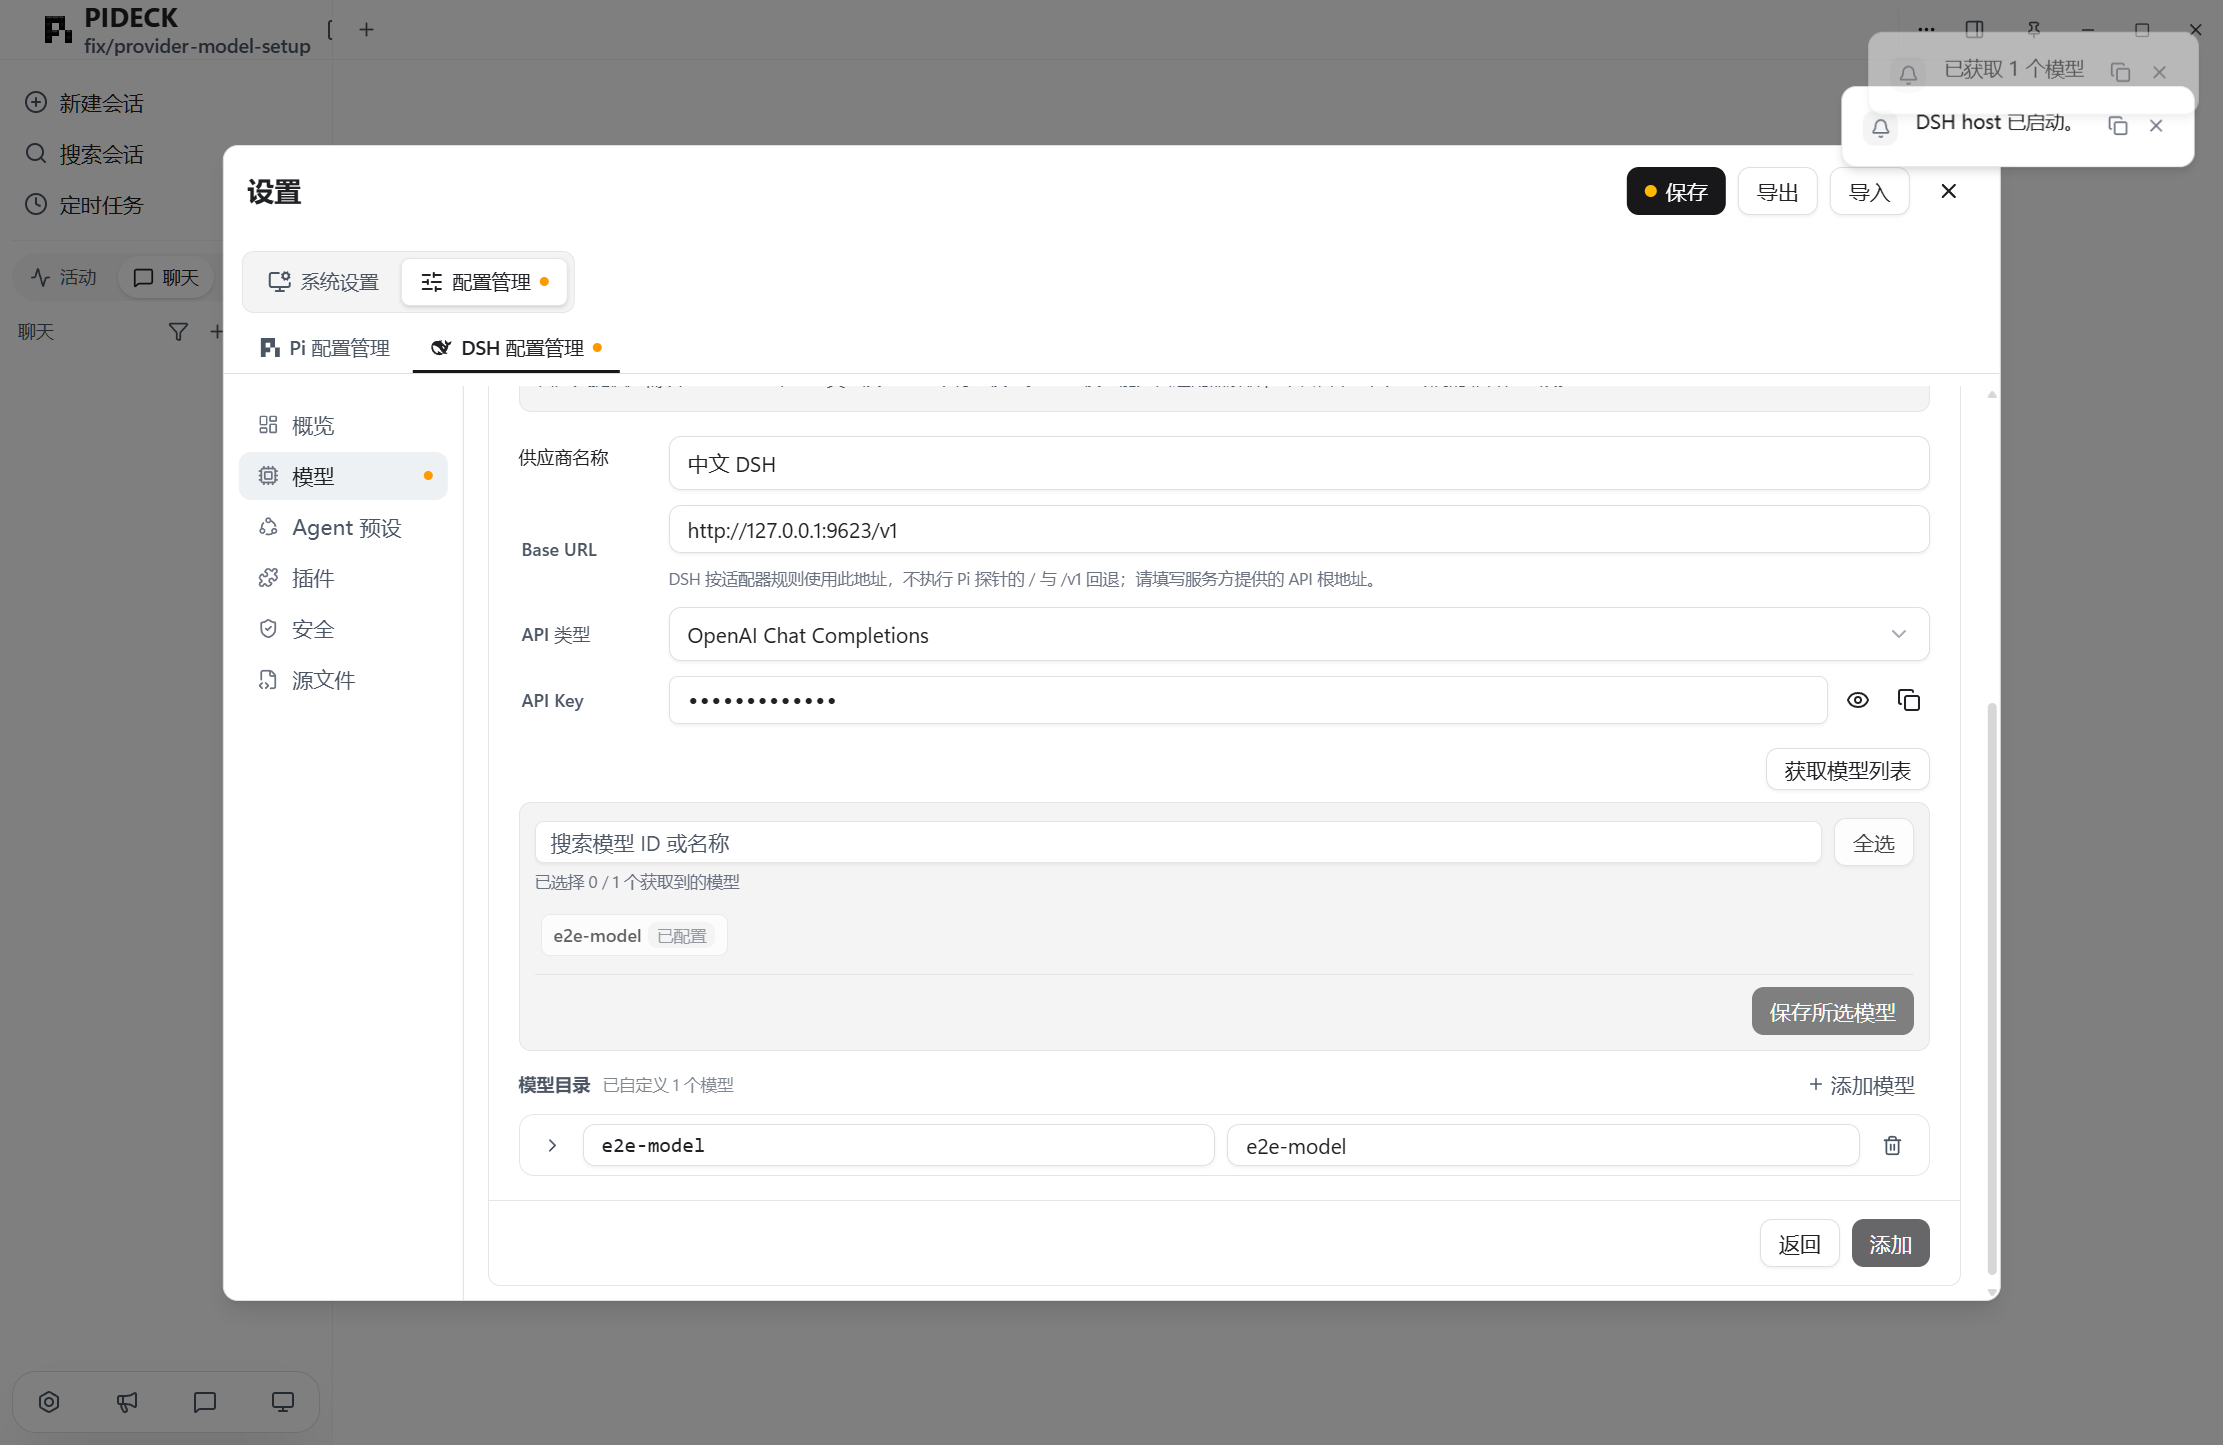 PIDECK
fix/provider-model-setup
新建会话
搜索会话
定时任务
活动
聊天
聊天
已获取 1 个模型
DSH host 已启动。
设置
保存
导出
导入
系统设置
配置管理
Pi 配置管理
DSH 配置管理
概览
模型
Agent 预设
插件
安全
源文件
供应商名称
中文 DSH
Base URL
http://127.0.0.1:9623/v1
DSH 按适配器规则使用此地址，不执行 Pi 探针的 / 与 /v1 回退；请填写服务方提供的 API 根地址。
API 类型
OpenAI Chat Completions
API Key
•••••••••••••
获取模型列表
搜索模型 ID 或名称
全选
已选择 0 / 1 个获取到的模型
e2e-model 已配置
保存所选模型
模型目录 已自定义 1 个模型
+ 添加模型
e2e-model
e2e-model
返回
添加